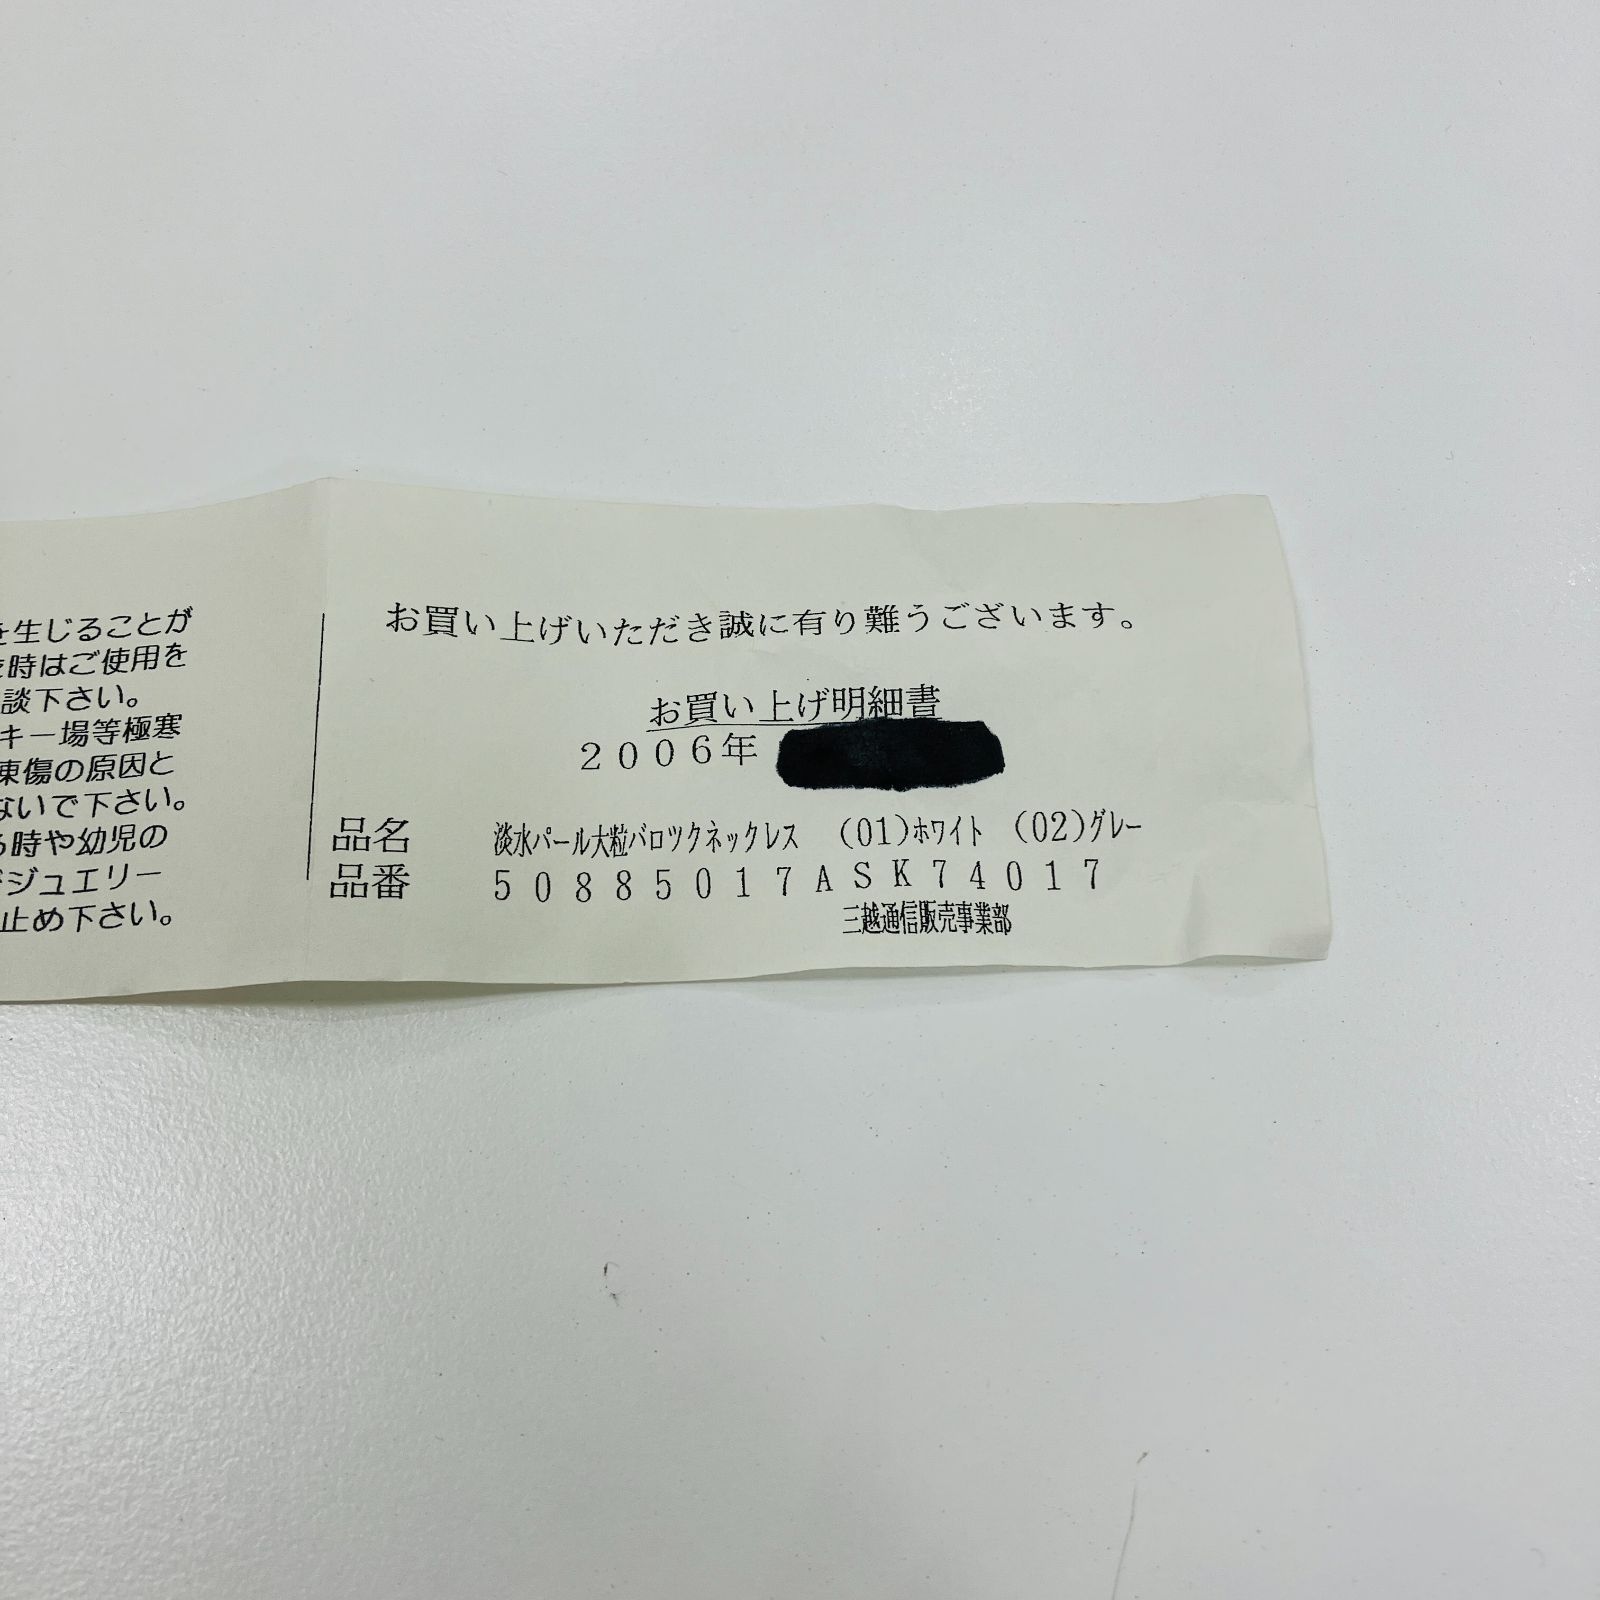 を生じることが
時はご使用を
談下さい。
キー場等極寒
凍傷の原因と
ないで下さい。
る時や幼児の
ジュエリー
止め下さい。
お買い上げいただき誠に有り難うございます。
お買い上げ明細書
２００６年
品名 淡水パール大粒バロツクネックレス (01)ホワイト (02)グレー
品番 ５０８８５０１７ＡＳＫ７４０１７
三越通信販売事業部